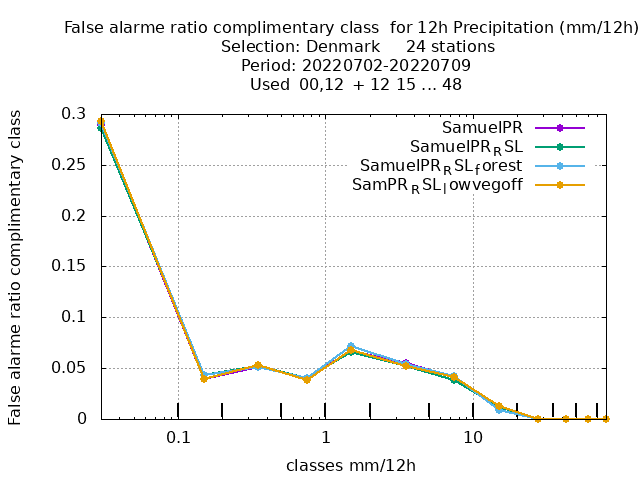 False alarme ratio complimentary class  for 12h Precipitation (mm/12h)
Selection: Denmark     24 stations
Period: 20220702-20220709
Used  00,12  + 12 15 ... 48
False alarme ratio complimentary class
0.3
0.25
0.2
0.15
0.1
0.05
0
SamuelPR
SamuelPR_RSL
SamuelPR_RSL_forest
SamPR_RSL_lowvegoff
0.1
1
10
classes mm/12h